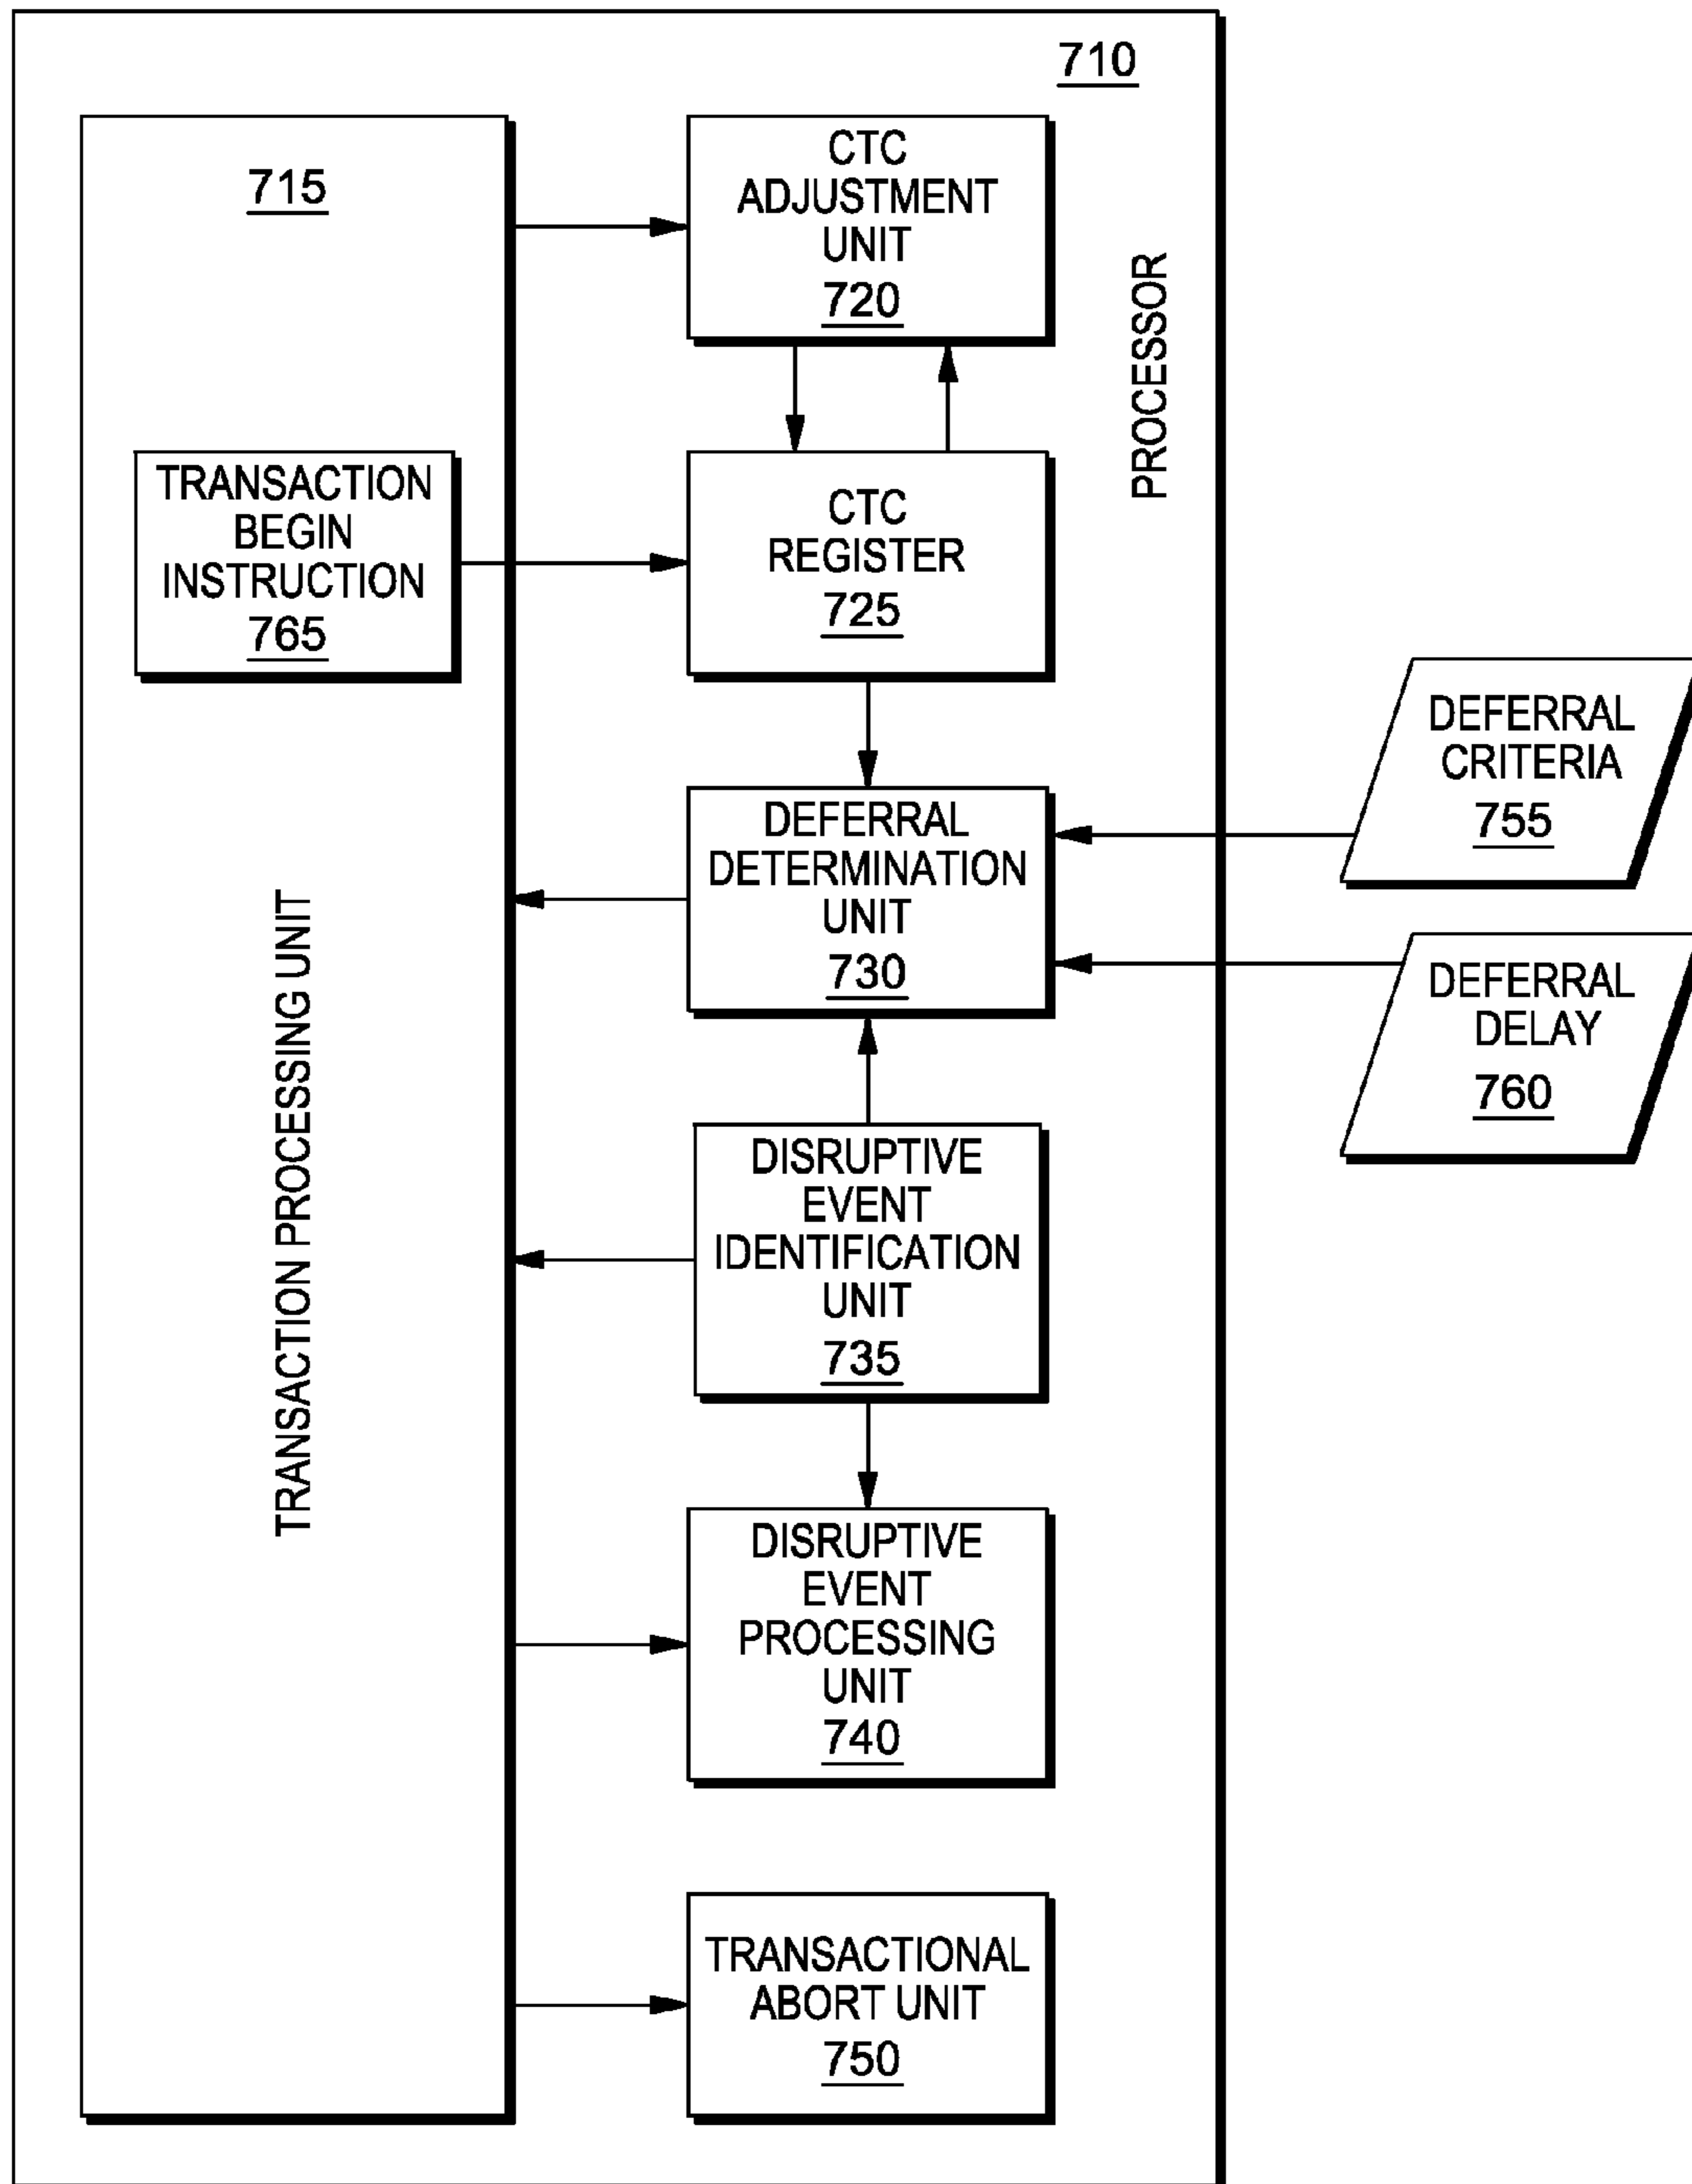 710
PROCESSOR
715
TRANSACTION PROCESSING UNIT
CTC
ADJUSTMENT
UNIT
720
TRANSACTION
BEGIN
INSTRUCTION
765
CTC
REGISTER
725
DEFERRAL
CRITERIA
755
DEFERRAL
DETERMINATION
UNIT
730
DEFERRAL
DELAY
760
DISRUPTIVE
EVENT
IDENTIFICATION
UNIT
735
DISRUPTIVE
EVENT
PROCESSING
UNIT
740
TRANSACTIONAL
ABORT UNIT
750